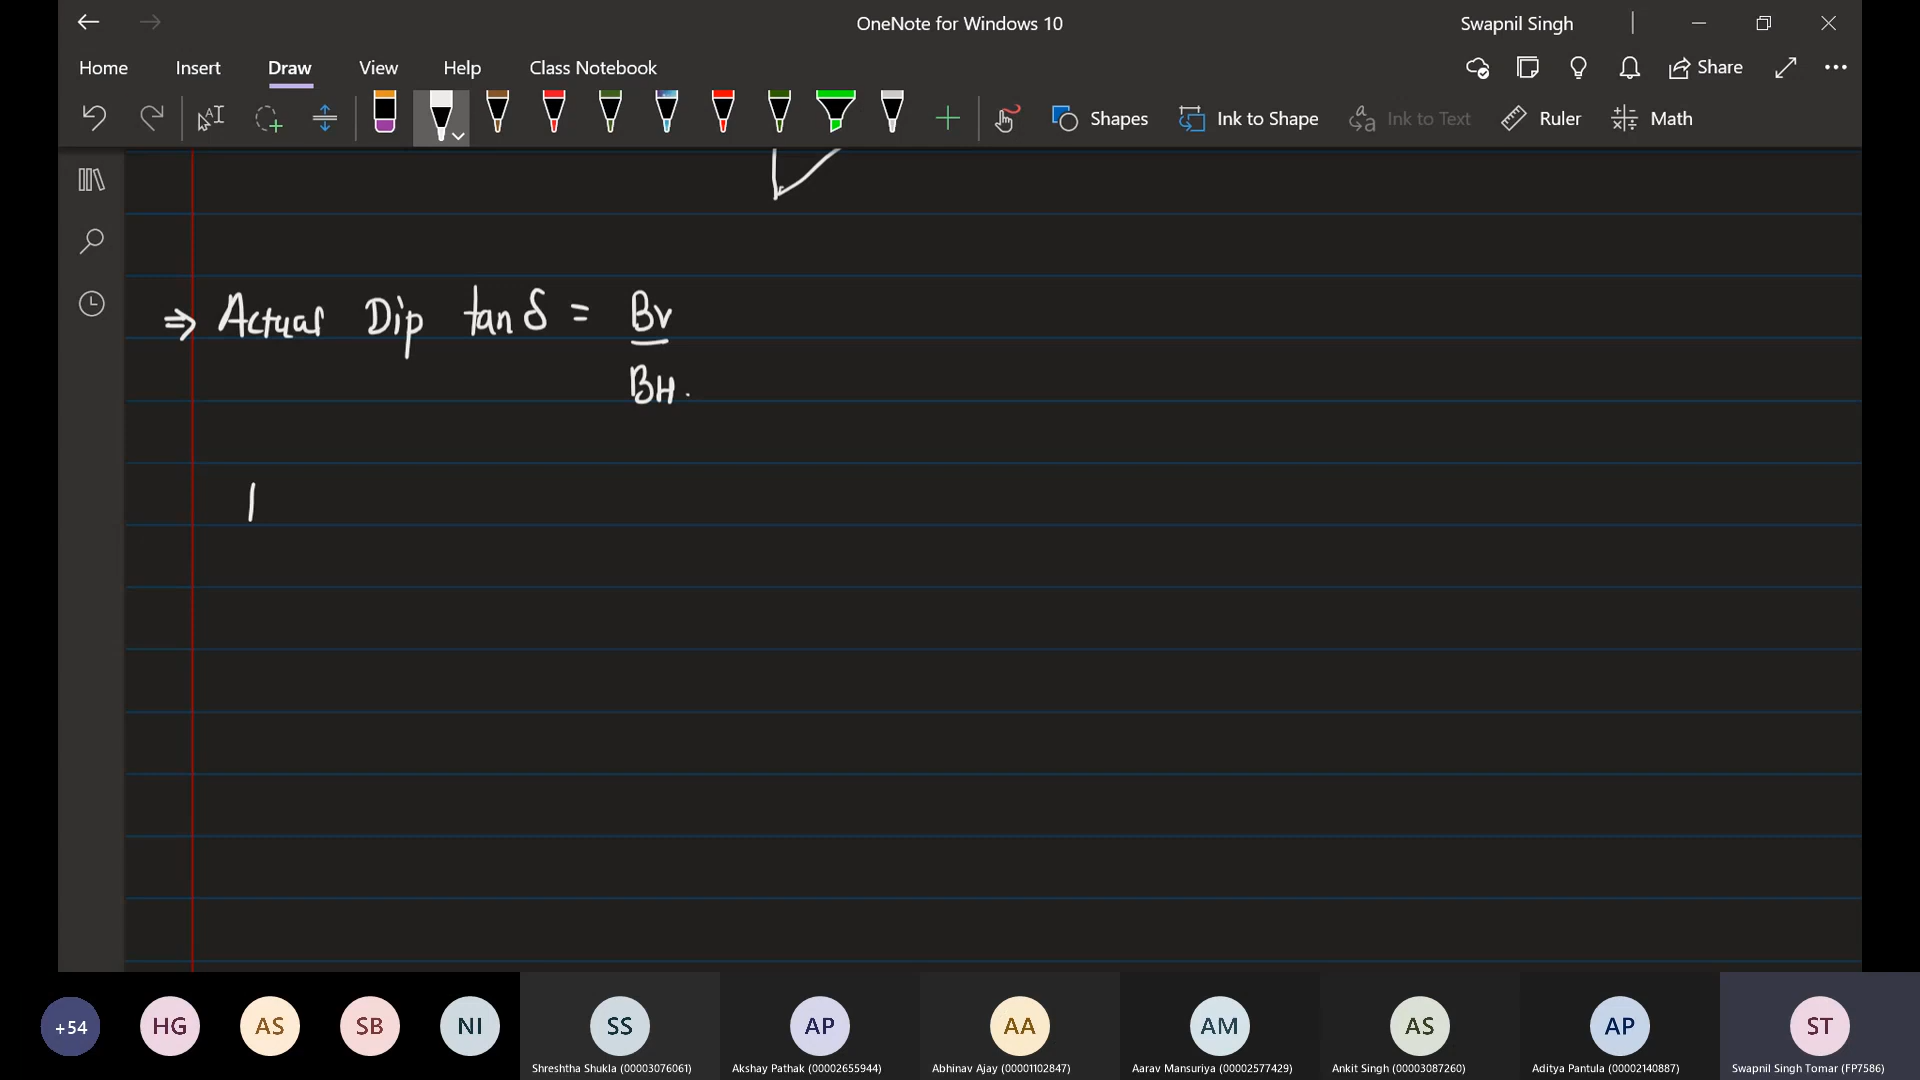 OneNote for Windows 10
Swapnil Singh
Home Insert Draw View Help Class Notebook
Share
Shapes Ink to Shape Ink to Text Ruler Math
⇒ Actual Dip tan δ = Bv
BH.
+54 HG AS SB NI SS AP AA AM AS AP ST
Shreshtha Shukla (00003076061) Akshay Pathak (00002655944) Abhinav Ajay (00001102847) Aarav Mansuriya (00002577429) Ankit Singh (00003087260) Aditya Pantula (00002140887) Swapnil Singh Tomar (FP7586)